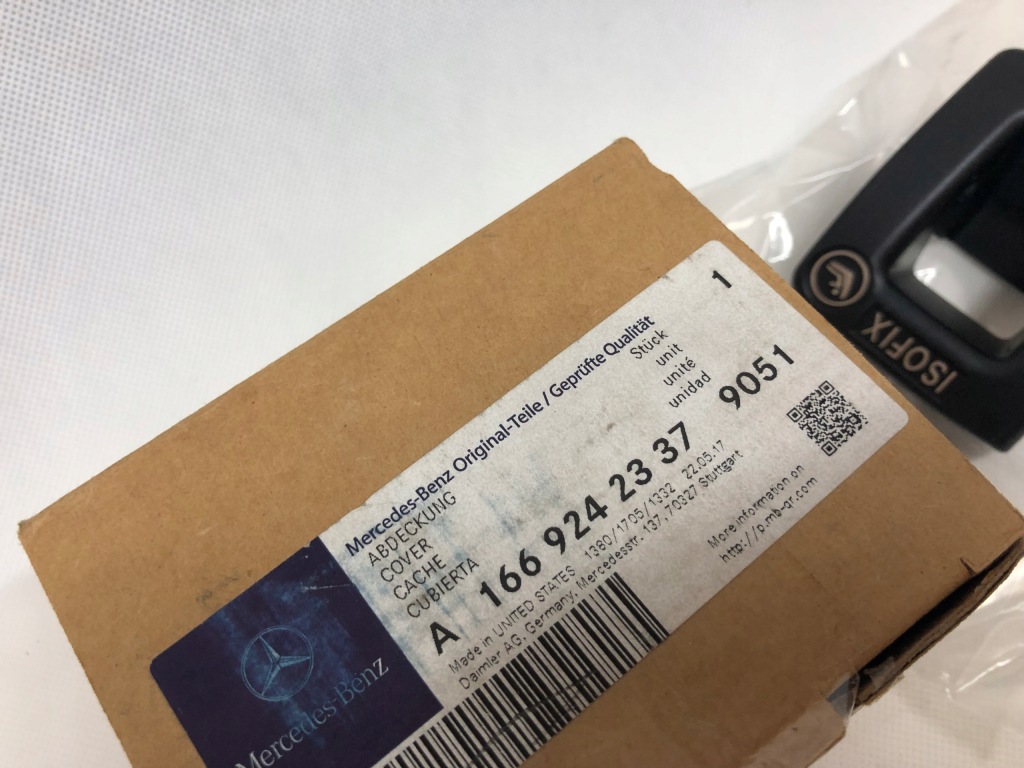 Mercedes-Benz Original-Teile / Geprüfte Qualität
ABDECKUNG
COVER
CACHE
CUBIERTA
Stück
unit
unité
unidad
1
A 166 924 23 37 9051
Made in UNITED STATES 1380/1705/1332 22.05.17
Daimler AG, Germany, Mercedesstr. 137, 70327 Stuttgart
More information on
http://p.mb-qr.com
Mercedes-Benz
ISOFIX